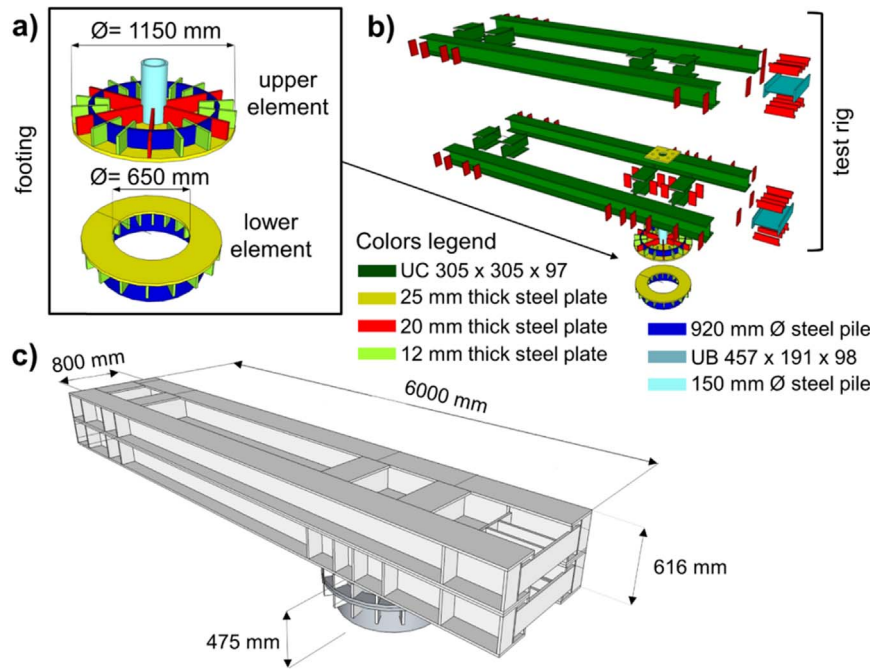 a)
Ø= 1150 mm
upper
element
footing
Ø= 650 mm
lower
element
b)
test rig
Colors legend
UC 305 x 305 x 97
25 mm thick steel plate
20 mm thick steel plate
12 mm thick steel plate
920 mm Ø steel pile
UB 457 x 191 x 98
150 mm Ø steel pile
c)
800 mm
6000 mm
616 mm
475 mm